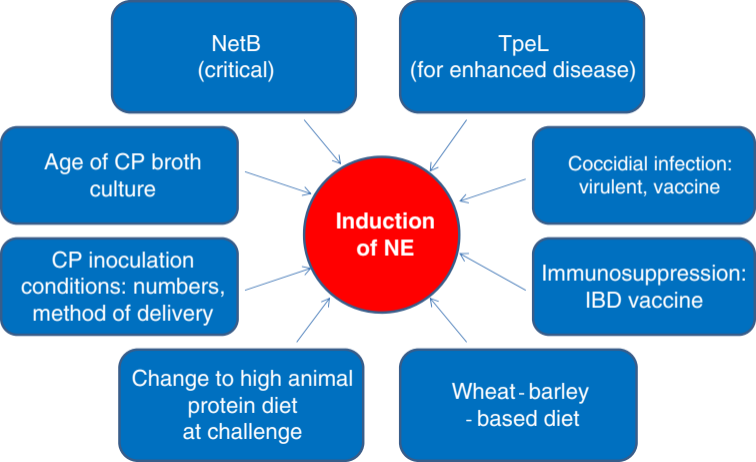 NetB
(critical)
TpeL
(for enhanced disease)
Age of CP broth
culture
Coccidial infection:
virulent, vaccine
Induction
of NE
CP inoculation
conditions: numbers,
method of delivery
Immunosuppression:
IBD vaccine
Change to high animal
protein diet
at challenge
Wheat - barley
- based diet